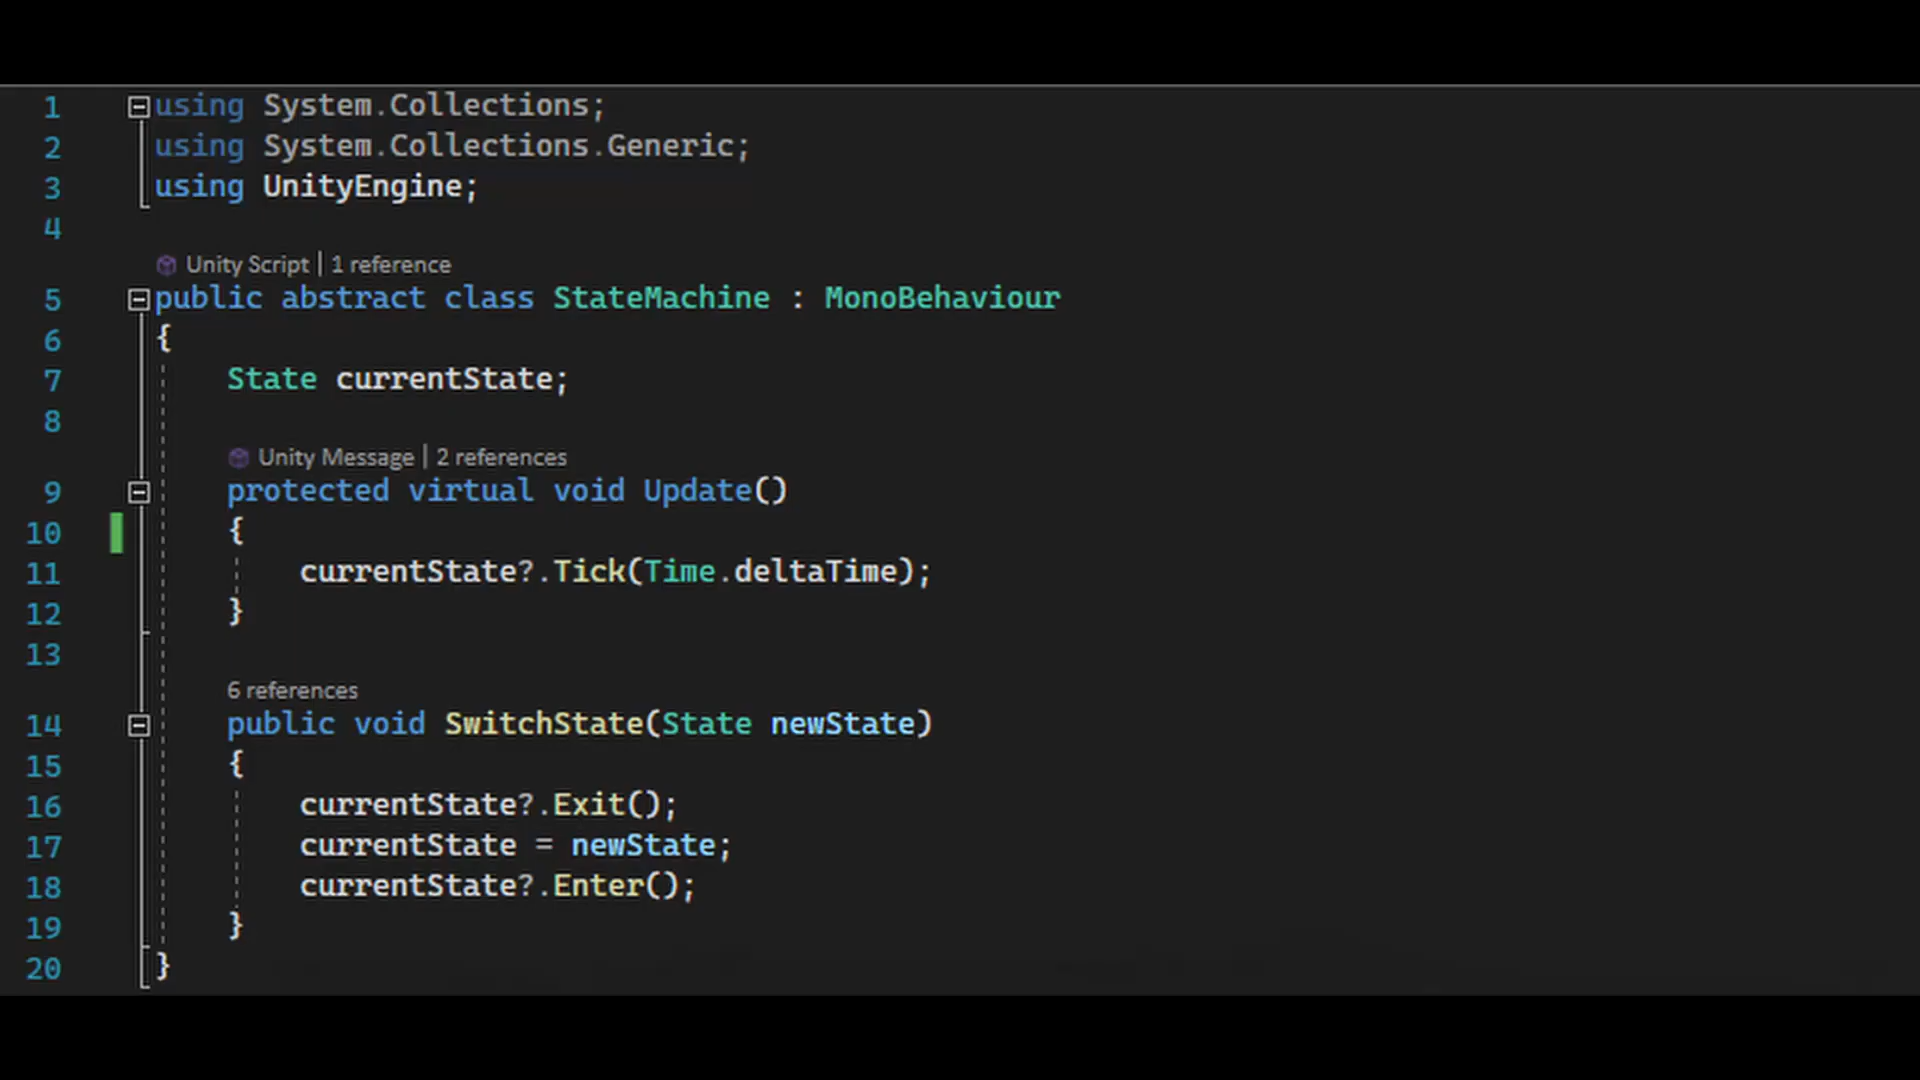 1 using System.Collections;
2 using System.Collections.Generic;
3 using UnityEngine;
4
Unity Script | 1 reference
5 public abstract class StateMachine : MonoBehaviour
6 {
7 State currentState;
8
Unity Message | 2 references
9 protected virtual void Update()
10 {
11 currentState?.Tick(Time.deltaTime);
12 }
13
6 references
14 public void SwitchState(State newState)
15 {
16 currentState?.Exit();
17 currentState = newState;
18 currentState?.Enter();
19 }
20 }